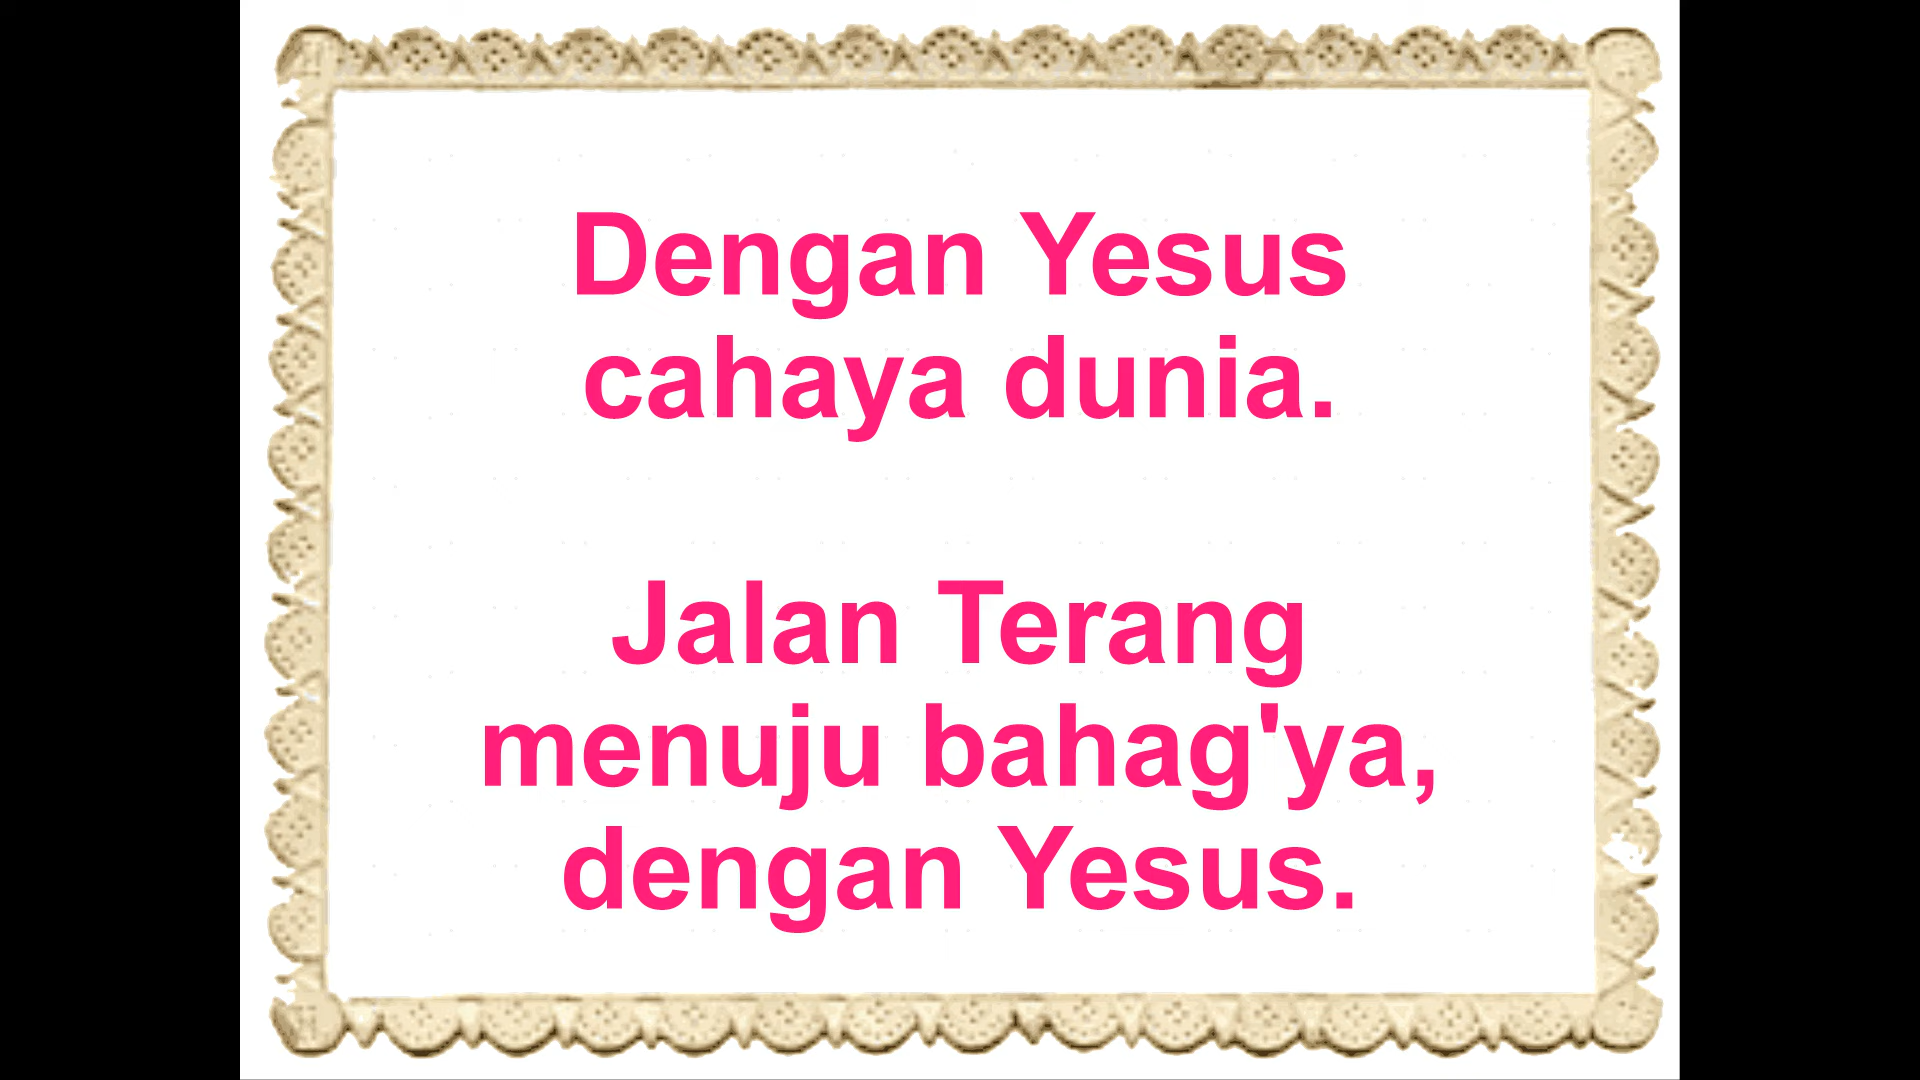 Dengan Yesus
cahaya dunia.
Jalan Terang
menuju bahag'ya,
dengan Yesus.